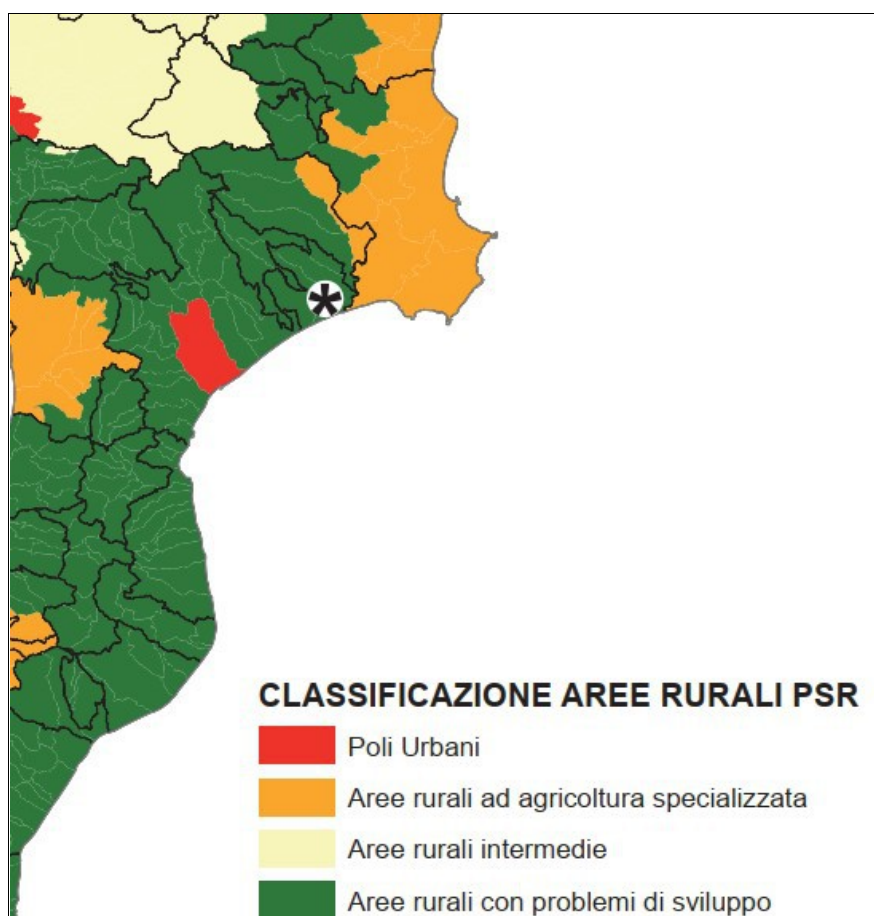 CLASSIFICAZIONE AREE RURALI PSR
Poli Urbani
Aree rurali ad agricoltura specializzata
Aree rurali intermedie
Aree rurali con problemi di sviluppo